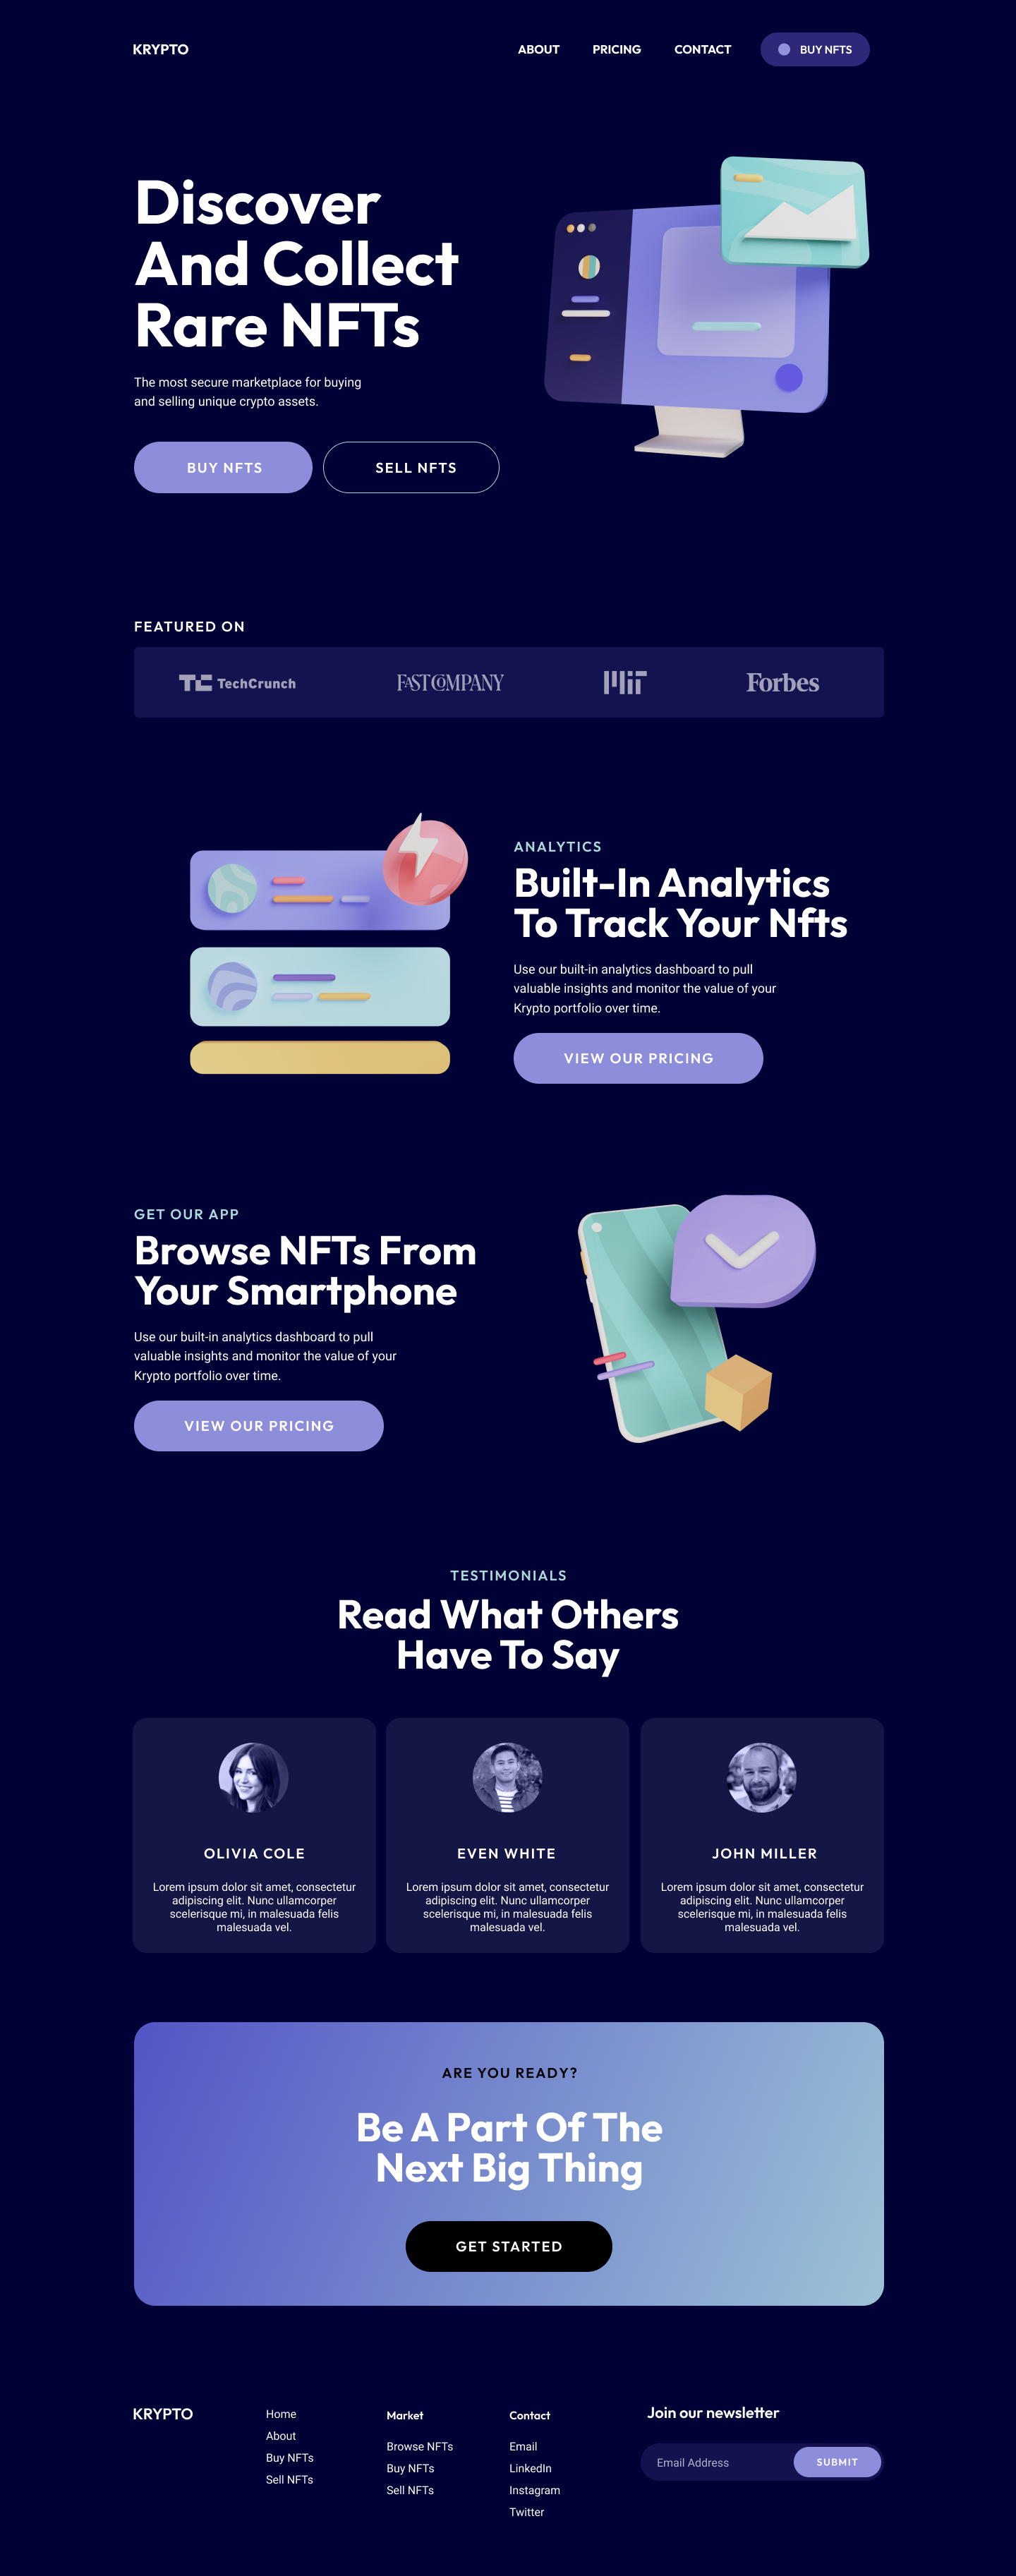 KRYPTO
ABOUT
PRICING
CONTACT
BUY NFTS
Discover
And Collect
Rare NFTs
The most secure marketplace for buying
and selling unique crypto assets.
BUY NFTS
SELL NFTS
FEATURED ON
TC TechCrunch
FAST COMPANY
MIT
Forbes
ANALYTICS
Built-In Analytics
To Track Your Nfts
Use our built-in analytics dashboard to pull
valuable insights and monitor the value of your
Krypto portfolio over time.
VIEW OUR PRICING
GET OUR APP
Browse NFTs From
Your Smartphone
Use our built-in analytics dashboard to pull
valuable insights and monitor the value of your
Krypto portfolio over time.
VIEW OUR PRICING
TESTIMONIALS
Read What Others
Have To Say
OLIVIA COLE
Lorem ipsum dolor sit amet, consectetur
adipiscing elit. Nunc ullamcorper
scelerisque mi, in malesuada felis
malesuada vel.
EVEN WHITE
Lorem ipsum dolor sit amet, consectetur
adipiscing elit. Nunc ullamcorper
scelerisque mi, in malesuada felis
malesuada vel.
JOHN MILLER
Lorem ipsum dolor sit amet, consectetur
adipiscing elit. Nunc ullamcorper
scelerisque mi, in malesuada felis
malesuada vel.
ARE YOU READY?
Be A Part Of The
Next Big Thing
GET STARTED
KRYPTO
Home
About
Buy NFTs
Sell NFTs
Market
Browse NFTs
Buy NFTs
Sell NFTs
Contact
Email
LinkedIn
Instagram
Twitter
Join our newsletter
Email Address
SUBMIT